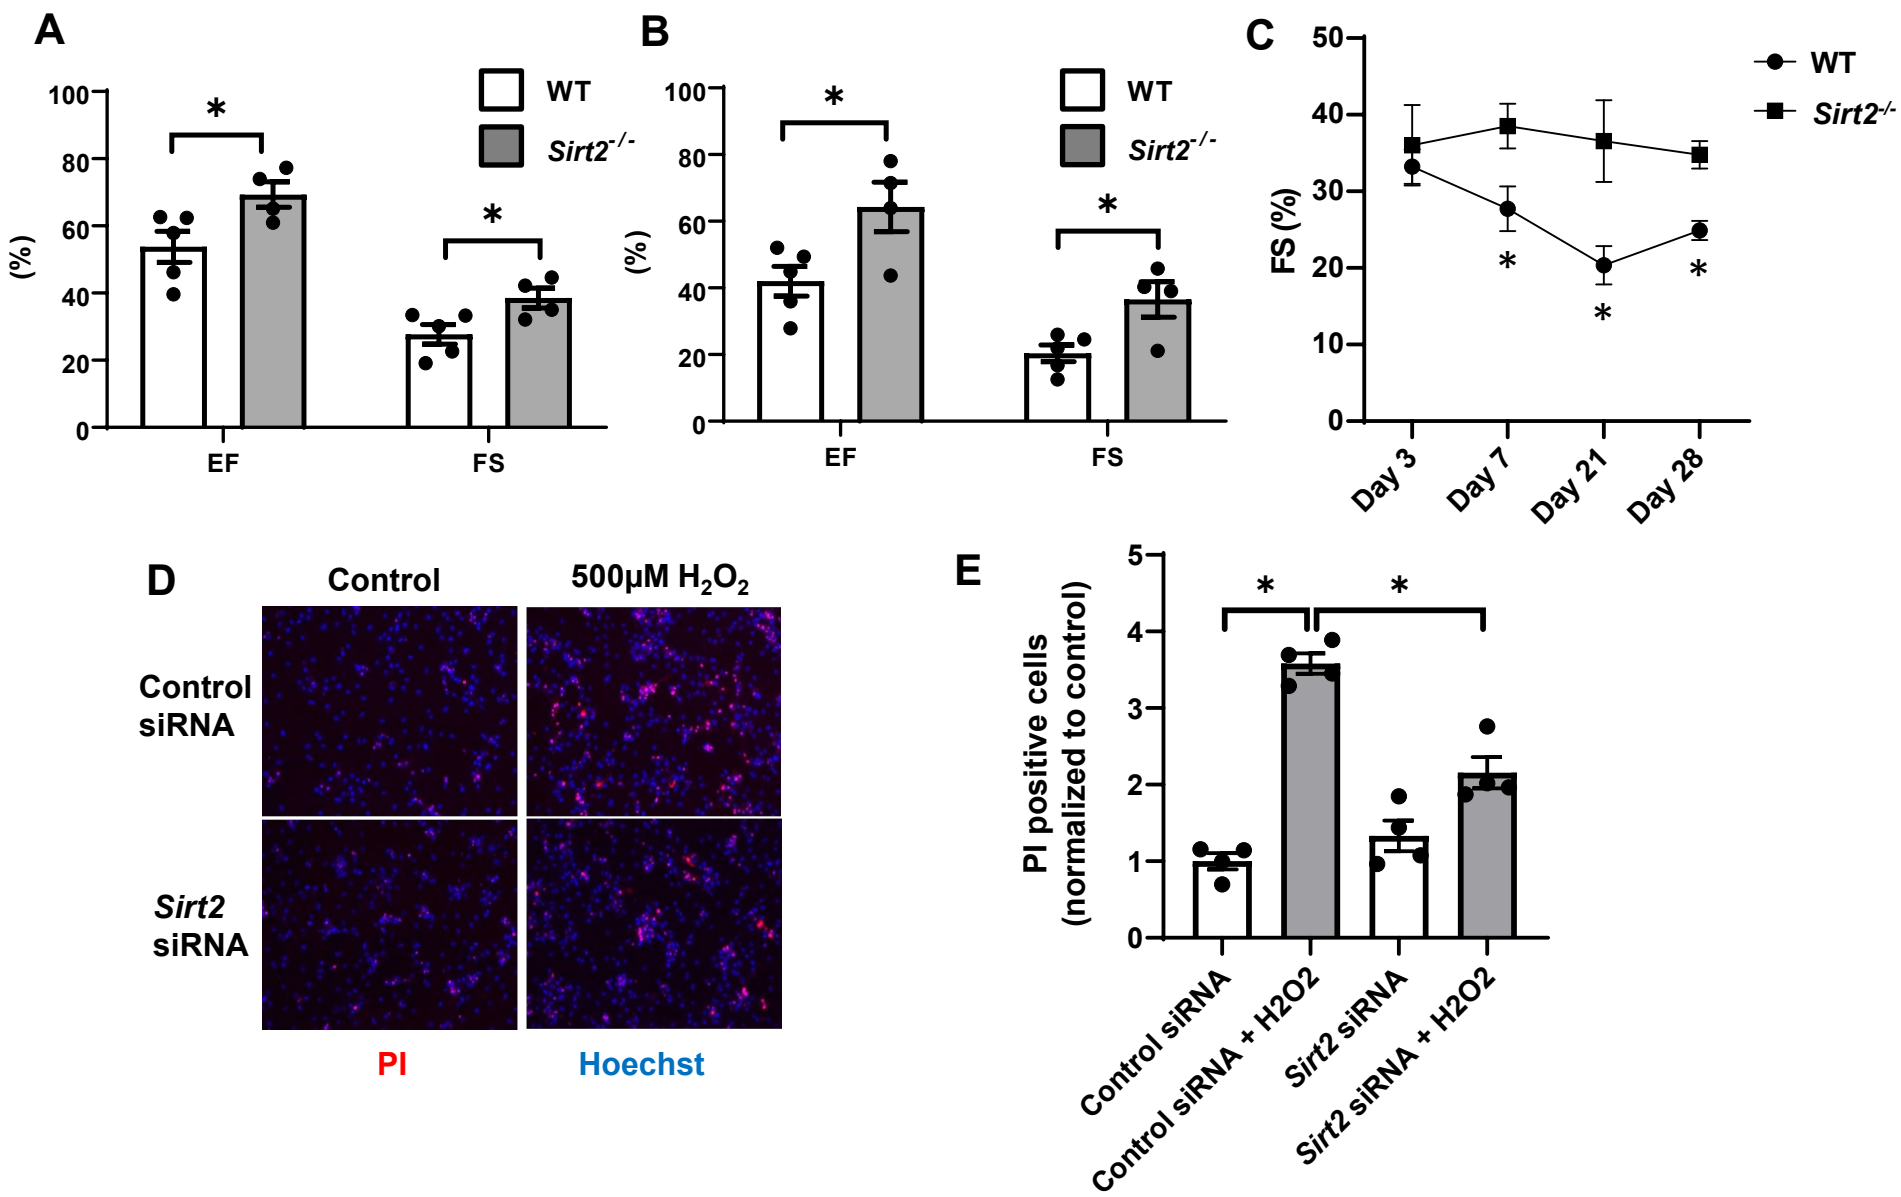 A
100
80
60
40
20
0
(%)
*
*
WT
Sirt2-/-
EF
FS
B
100
80
60
40
20
0
(%)
*
*
WT
Sirt2-/-
EF
FS
C
50
40
30
20
10
0
FS (%)
*
*
*
WT
Sirt2-/-
Day 3
Day 7
Day 21
Day 28
D
Control
500µM H2O2
Control
siRNA
Sirt2
siRNA
PI
Hoechst
E
5
4
3
2
1
0
PI positive cells
(normalized to control)
*
*
Control siRNA
Control siRNA + H2O2
Sirt2 siRNA
Sirt2 siRNA + H2O2